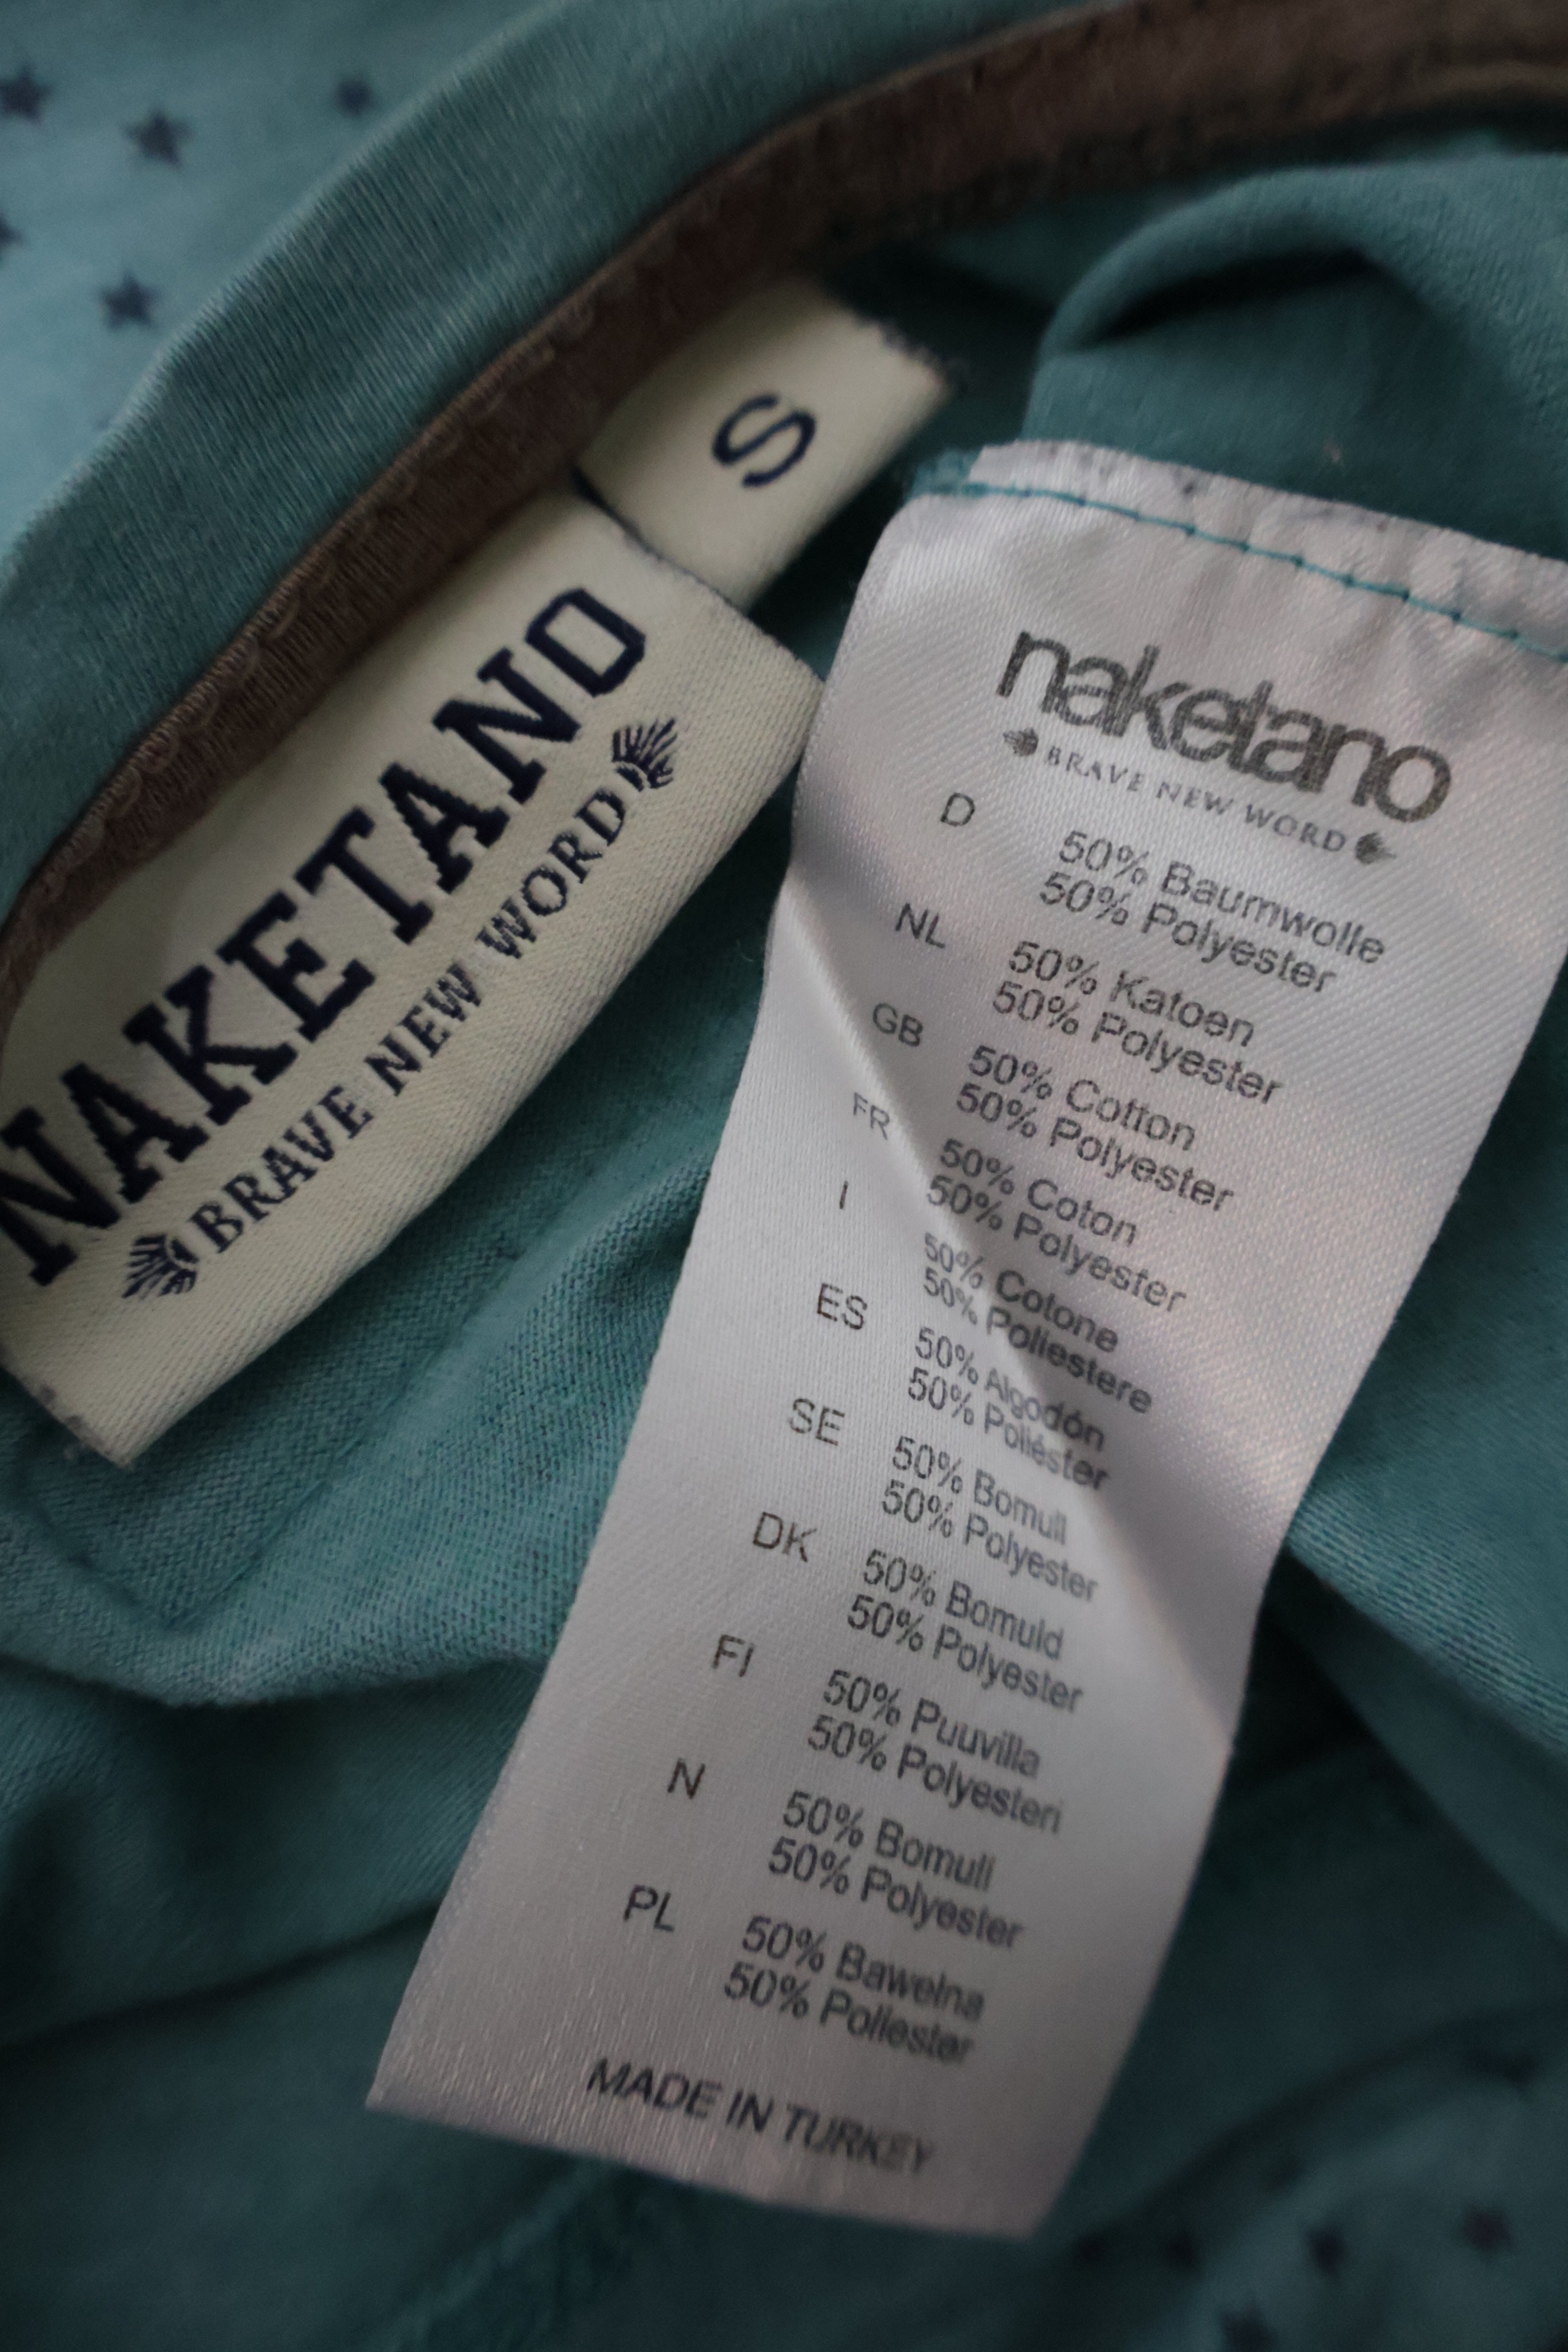 S
NAKETANO
BRAVE NEW WORD
naketano
BRAVE NEW WORD
D
50% Baumwolle
50% Polyester
NL
50% Katoen
50% Polyester
GB
50% Cotton
50% Polyester
FR
50% Coton
50% Polyester
I
50% Cotone
50% Poliestere
ES
50% Algodón
50% Poliéster
SE
50% Bomull
50% Polyester
DK
50% Bomuld
50% Polyester
FI
50% Puuvilla
50% Polyesteri
N
50% Bomull
50% Polyester
PL
50% Bawelna
50% Poliester
MADE IN TURKEY